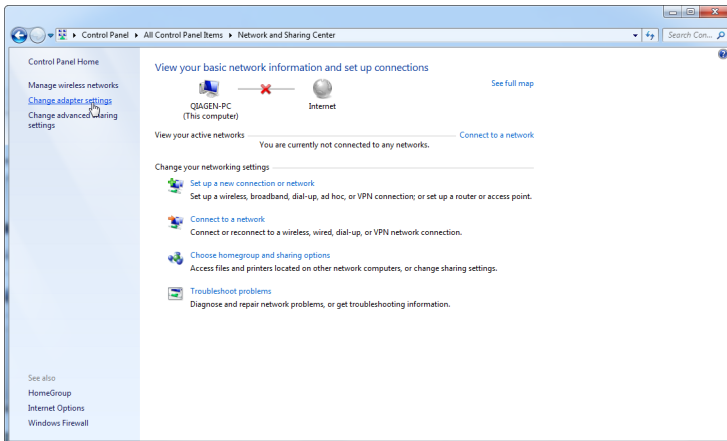 Control Panel ▸ All Control Panel Items ▸ Network and Sharing Center
Search Con...
Control Panel Home
Manage wireless networks
Change adapter settings
Change advanced sharing
settings
See also
HomeGroup
Internet Options
Windows Firewall
View your basic network information and set up connections
See full map
QIAGEN-PC
(This computer)
Internet
View your active networks
Connect to a network
You are currently not connected to any networks.
Change your networking settings
Set up a new connection or network
Set up a wireless, broadband, dial-up, ad hoc, or VPN connection; or set up a router or access point.
Connect to a network
Connect or reconnect to a wireless, wired, dial-up, or VPN network connection.
Choose homegroup and sharing options
Access files and printers located on other network computers, or change sharing settings.
Troubleshoot problems
Diagnose and repair network problems, or get troubleshooting information.